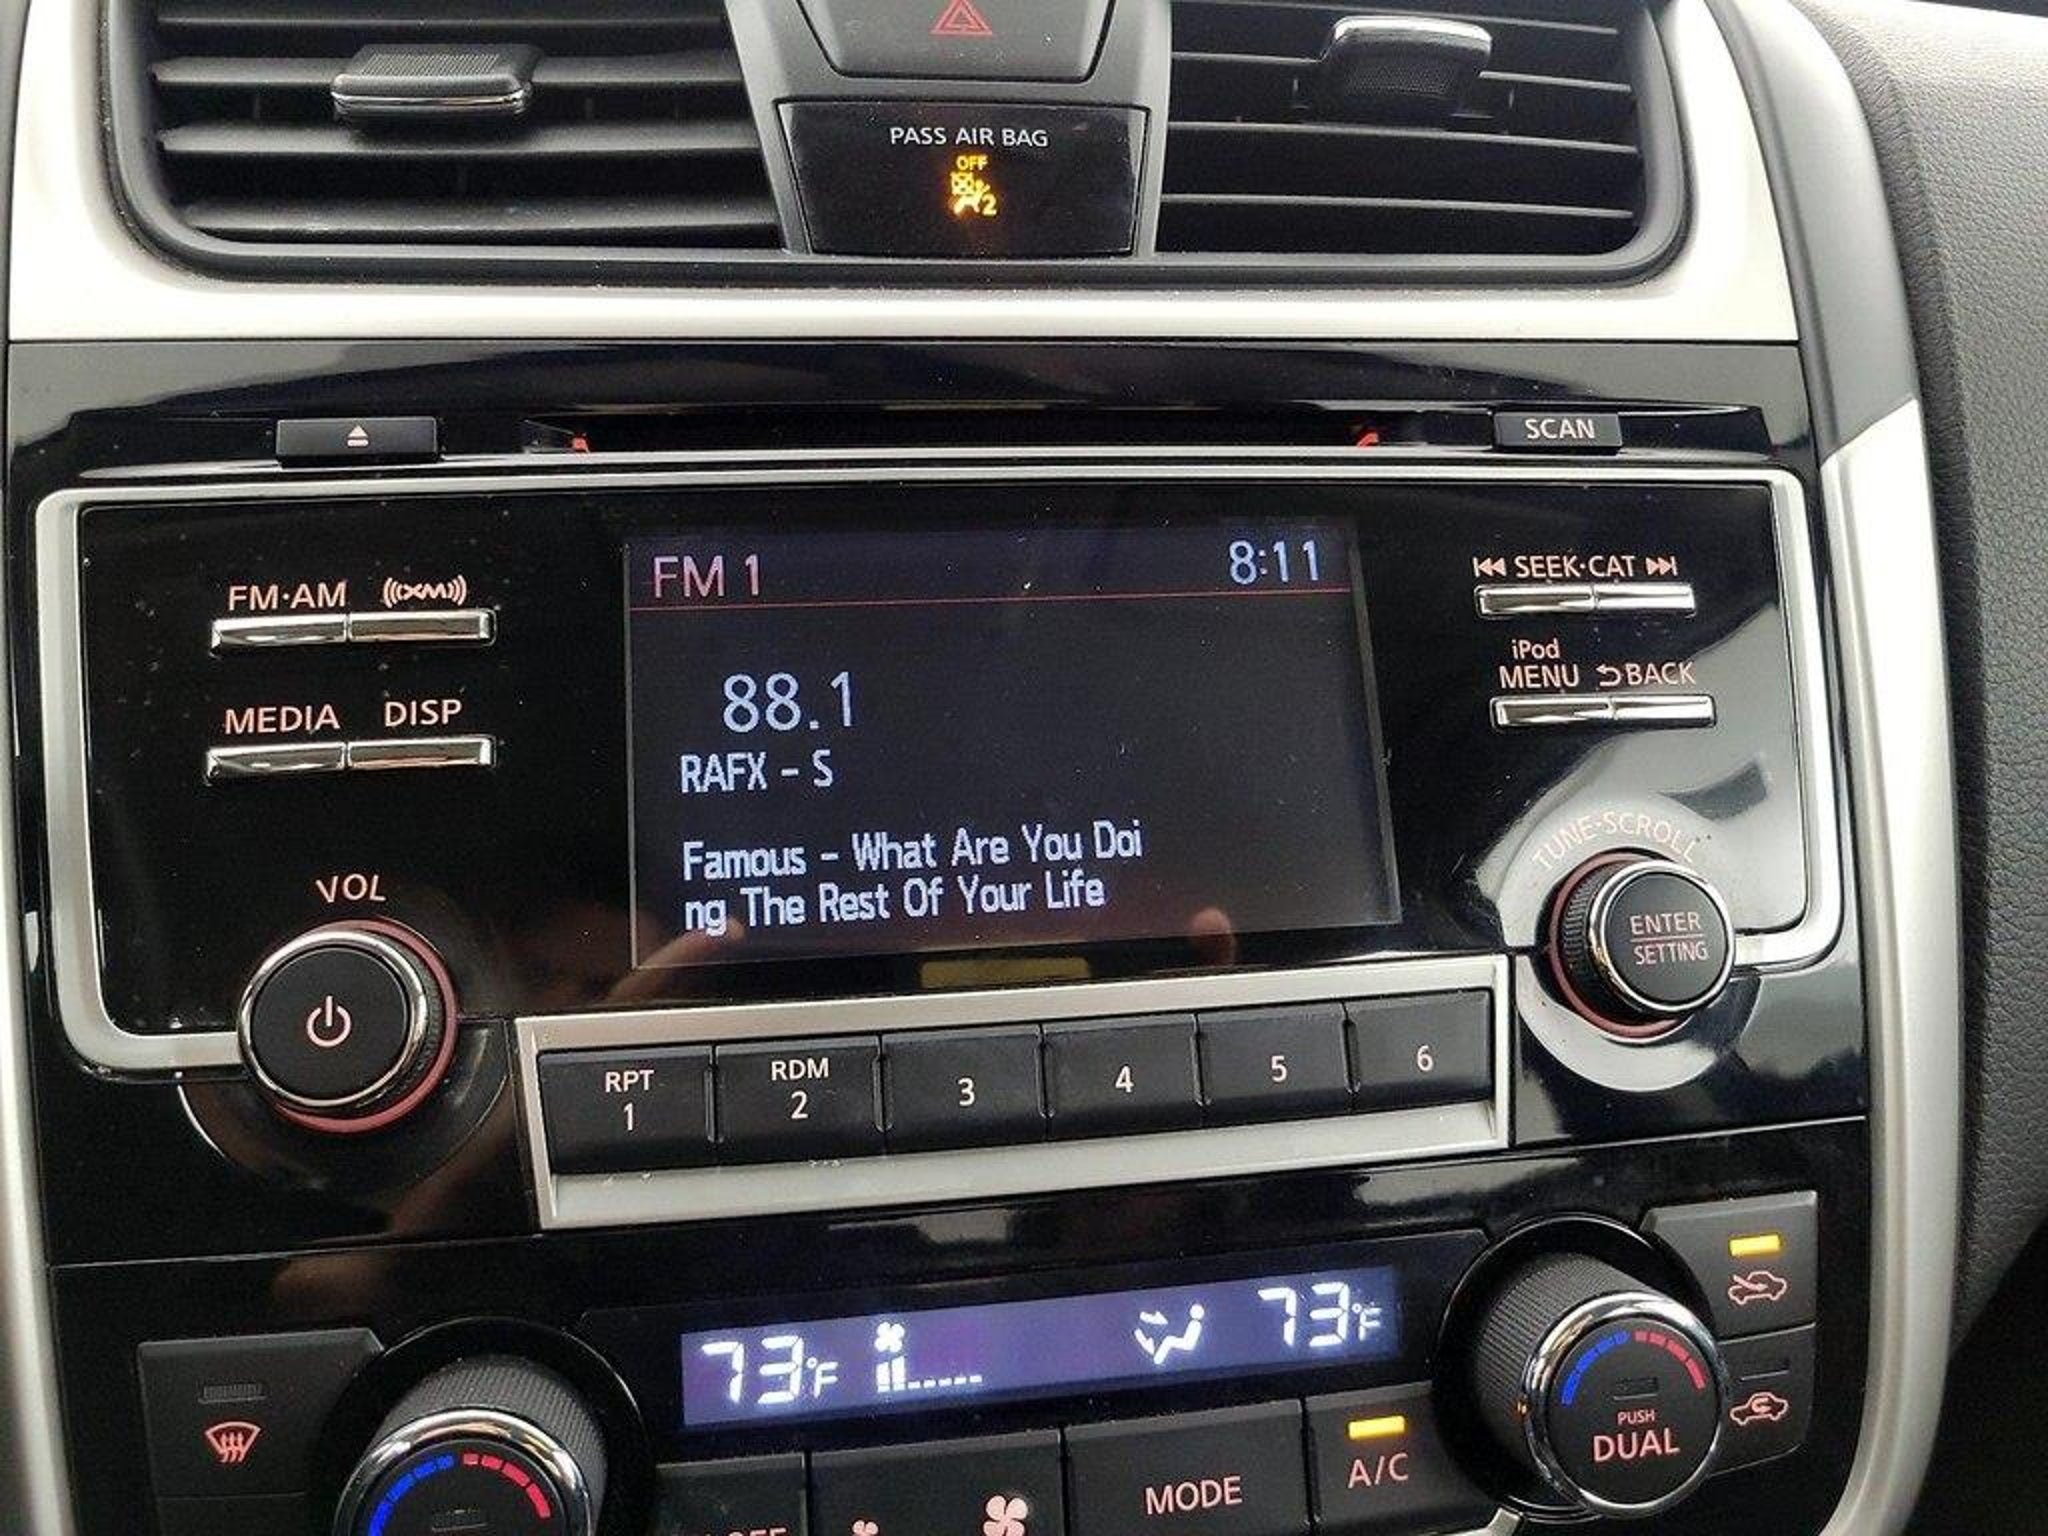 PASS AIR BAG
OFF
2
SCAN
FM·AM
XM
MEDIA
DISP
VOL
FM 1
8:11
88.1
RAFX - S
Famous - What Are You Doi
ng The Rest Of Your Life
SEEK·CAT
iPod
MENU
BACK
TUNE·SCROLL
ENTER
SETTING
RPT
1
RDM
2
3
4
5
6
73°F
73°F
MODE
A/C
PUSH
DUAL